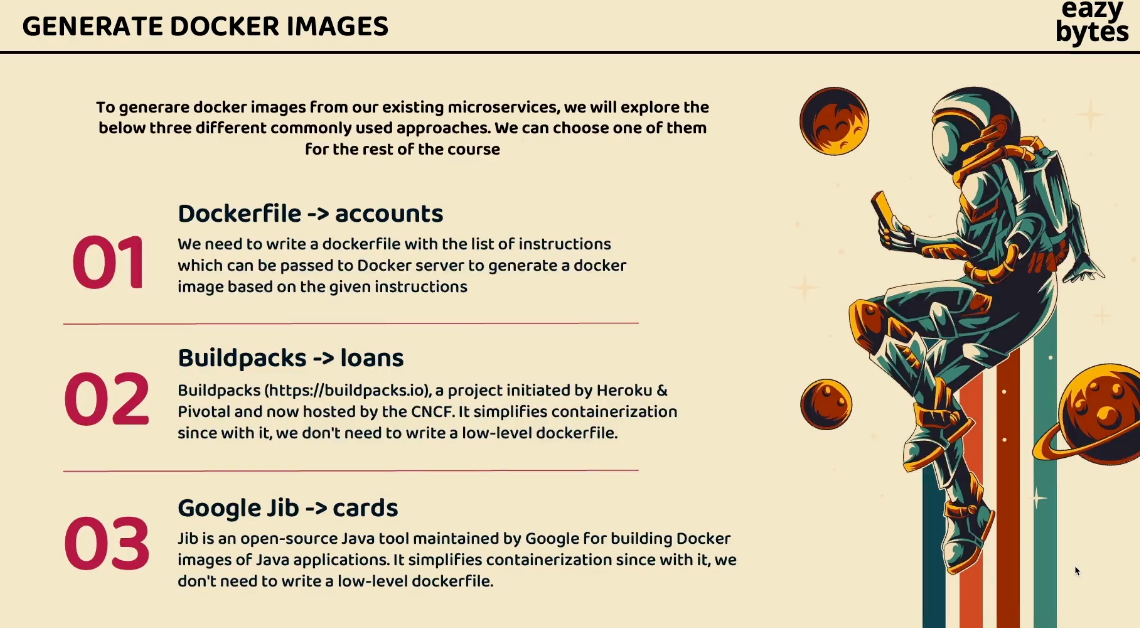 GENERATE DOCKER IMAGES
eazy
bytes
To generare docker images from our existing microservices, we will explore the
below three different commonly used approaches. We can choose one of them
for the rest of the course
01
Dockerfile -> accounts
We need to write a dockerfile with the list of instructions
which can be passed to Docker server to generate a docker
image based on the given instructions
02
Buildpacks -> loans
Buildpacks (https://buildpacks.io), a project initiated by Heroku &
Pivotal and now hosted by the CNCF. It simplifies containerization
since with it, we don't need to write a low-level dockerfile.
03
Google Jib -> cards
Jib is an open-source Java tool maintained by Google for building Docker
images of Java applications. It simplifies containerization since with it, we
don't need to write a low-level dockerfile.